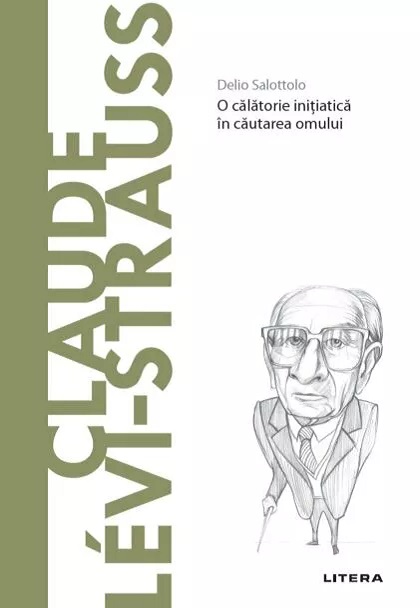 CLAUDE
LÉVI-STRAUSS
Delio Salottolo
O călătorie inițiatică
în căutarea omului
LITERA